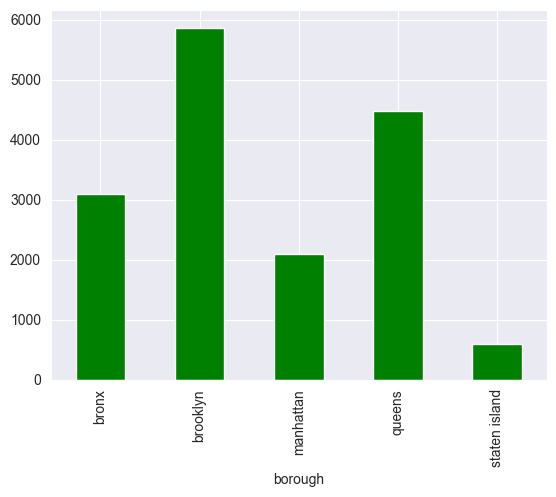 6000
5000
4000
3000
2000
1000
0
bronx
brooklyn
manhattan
queens
staten island
borough